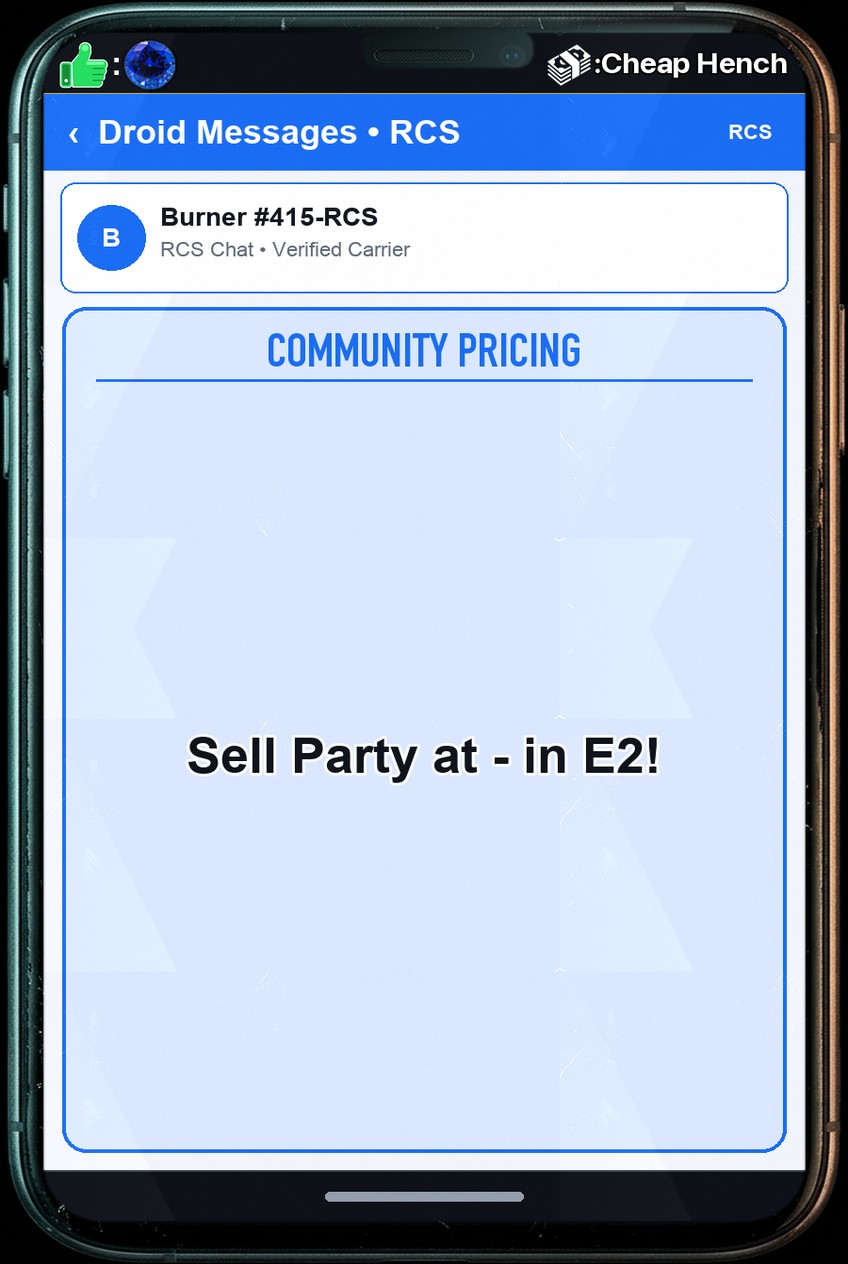 :
:Cheap Hench
‹ Droid Messages • RCS
RCS
B
Burner #415-RCS
RCS Chat • Verified Carrier
COMMUNITY PRICING
Sell Party at - in E2!